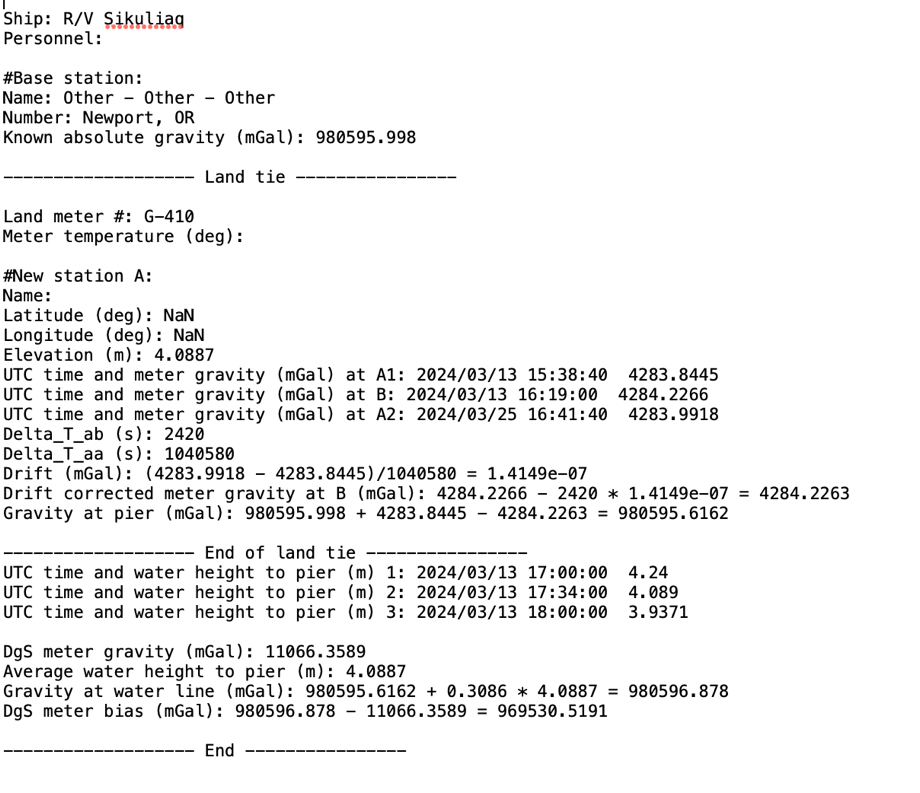 Ship: R/V Sikuliaq
Personnel:
#Base station:
Name: Other - Other - Other
Number: Newport, OR
Known absolute gravity (mGal): 980595.998
------------------- Land tie ----------------
Land meter #: G-410
Meter temperature (deg):
#New station A:
Name:
Latitude (deg): NaN
Longitude (deg): NaN
Elevation (m): 4.0887
UTC time and meter gravity (mGal) at A1: 2024/03/13 15:38:40  4283.8445
UTC time and meter gravity (mGal) at B: 2024/03/13 16:19:00  4284.2266
UTC time and meter gravity (mGal) at A2: 2024/03/25 16:41:40  4283.9918
Delta_T_ab (s): 2420
Delta_T_aa (s): 1040580
Drift (mGal): (4283.9918 - 4283.8445)/1040580 = 1.4149e-07
Drift corrected meter gravity at B (mGal): 4284.2266 - 2420 * 1.4149e-07 = 4284.2263
Gravity at pier (mGal): 980595.998 + 4283.8445 - 4284.2263 = 980595.6162
------------------- End of land tie ----------------
UTC time and water height to pier (m) 1: 2024/03/13 17:00:00  4.24
UTC time and water height to pier (m) 2: 2024/03/13 17:34:00  4.089
UTC time and water height to pier (m) 3: 2024/03/13 18:00:00  3.9371
DgS meter gravity (mGal): 11066.3589
Average water height to pier (m): 4.0887
Gravity at water line (mGal): 980595.6162 + 0.3086 * 4.0887 = 980596.878
DgS meter bias (mGal): 980596.878 - 11066.3589 = 969530.5191
------------------- End ----------------